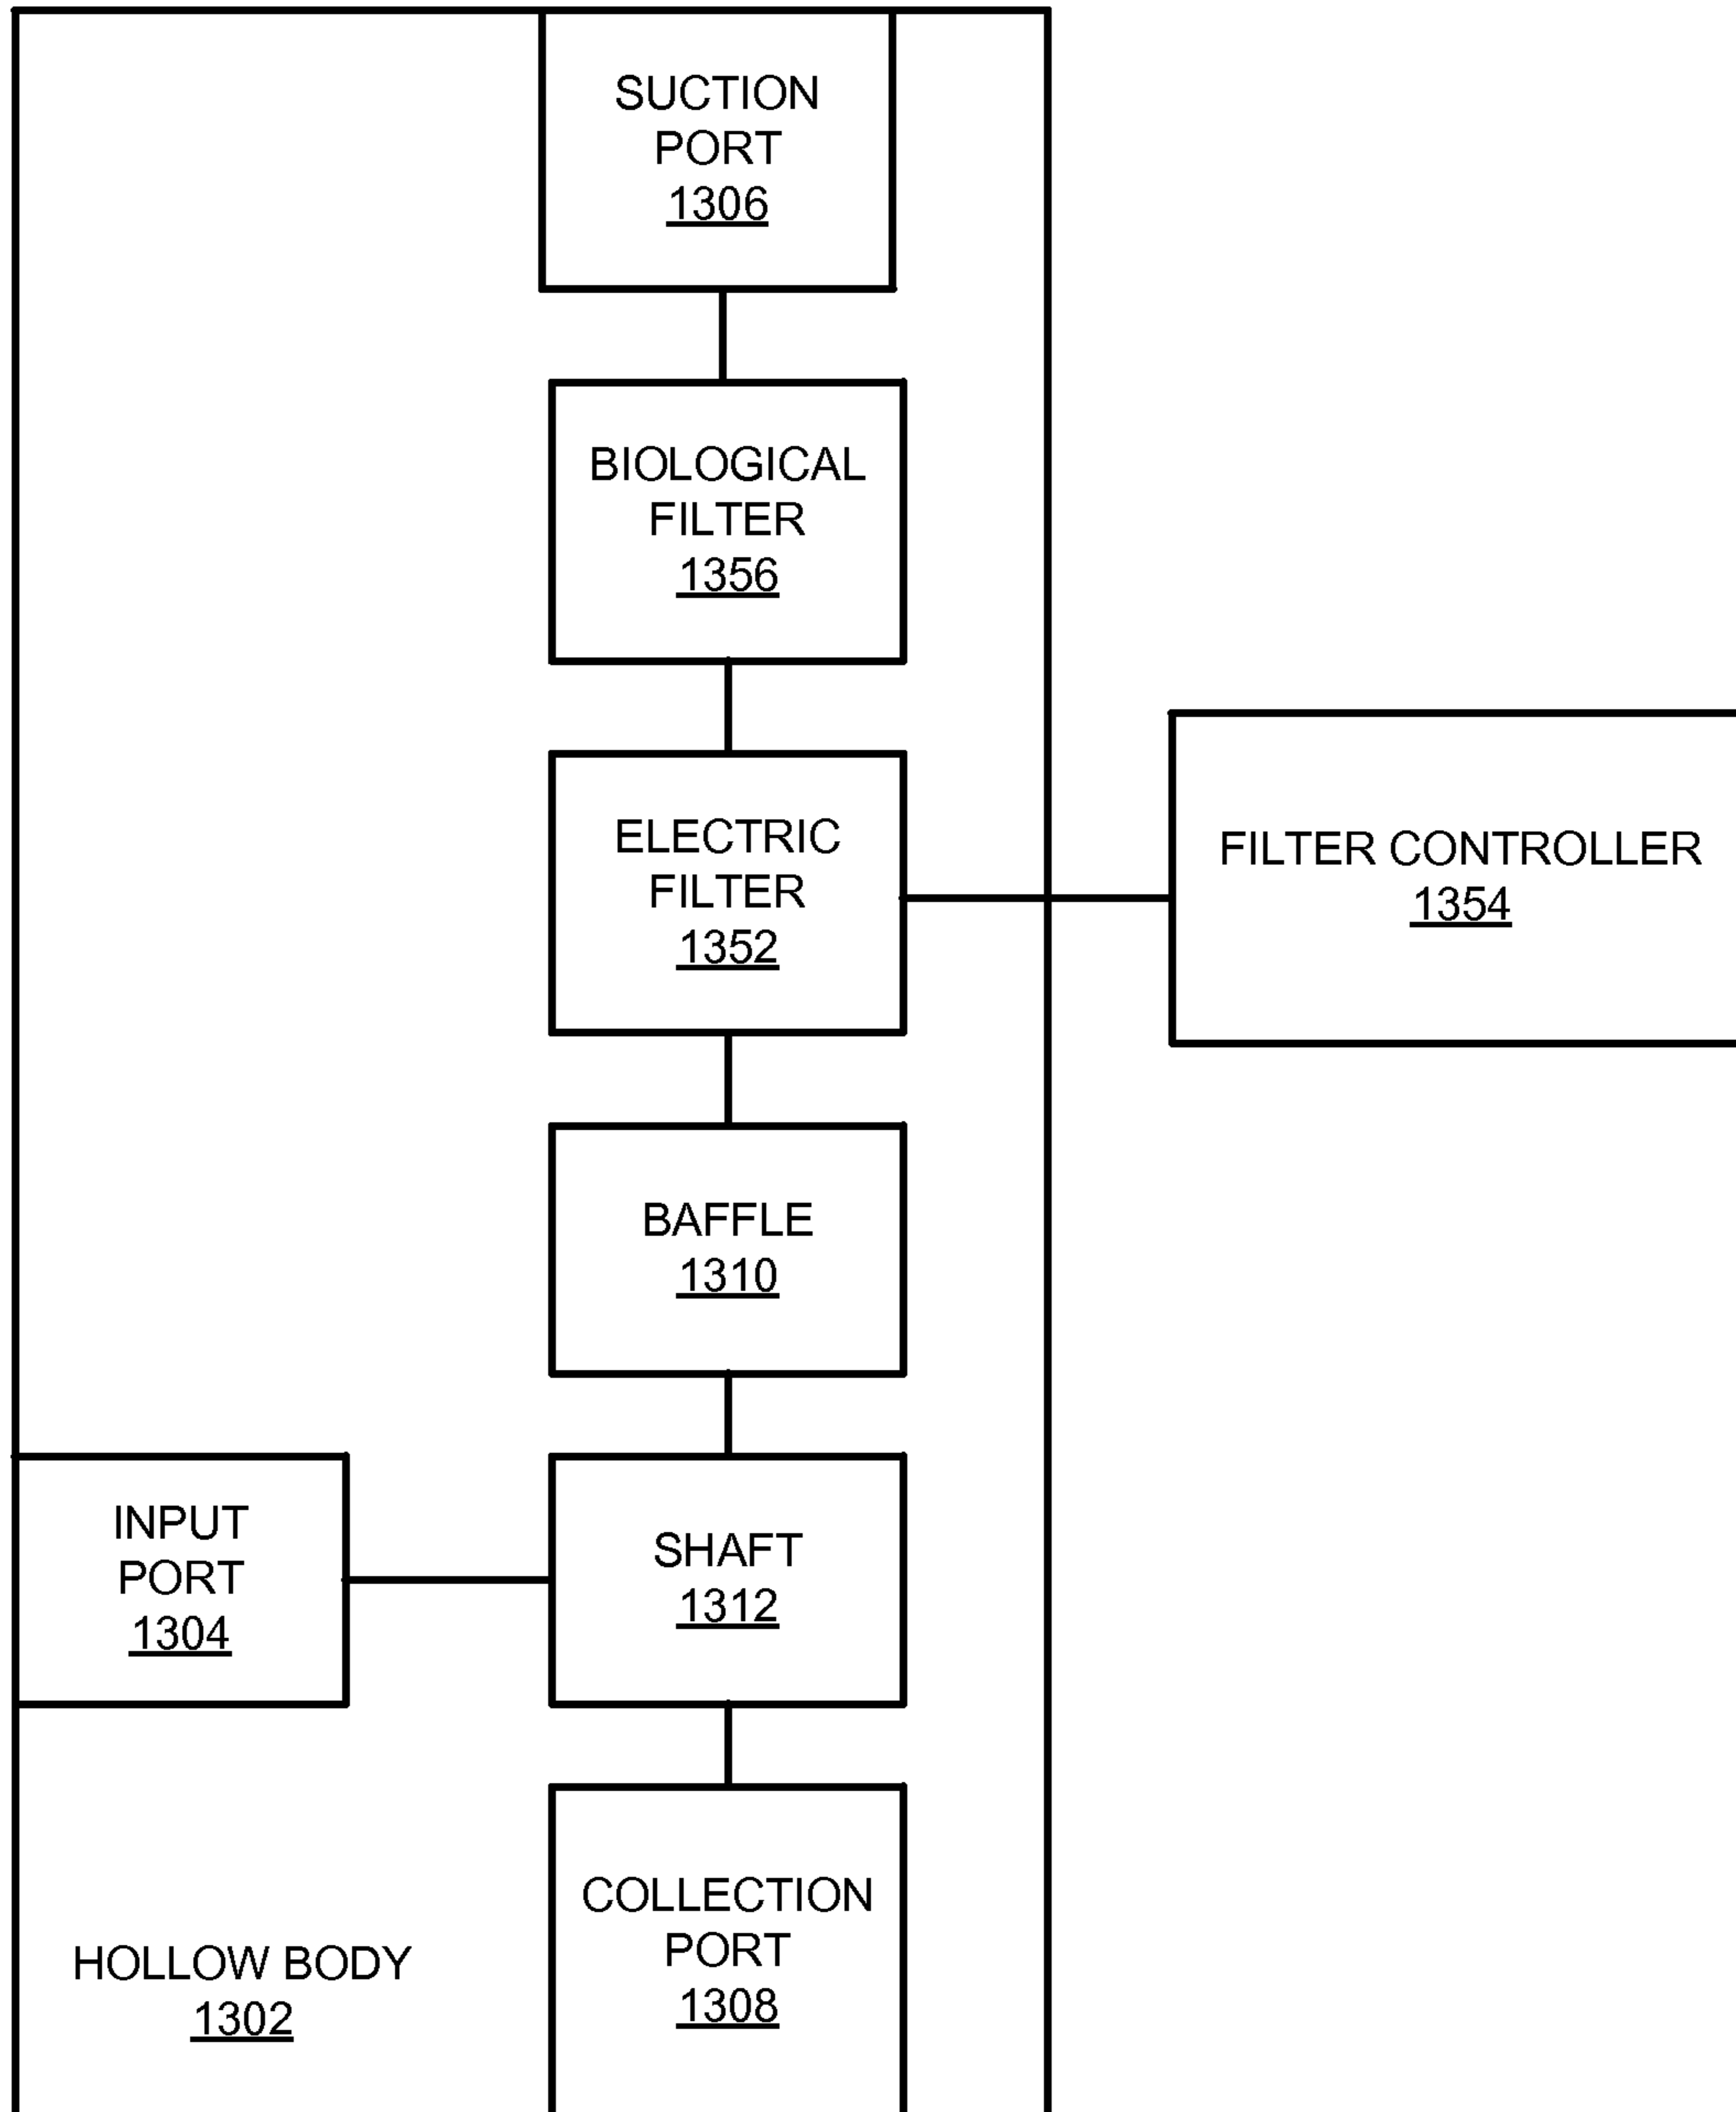 SUCTION
PORT
1306
BIOLOGICAL
FILTER
1356
ELECTRIC
FILTER
1352
FILTER CONTROLLER
1354
BAFFLE
1310
INPUT
PORT
1304
SHAFT
1312
COLLECTION
PORT
1308
HOLLOW BODY
1302